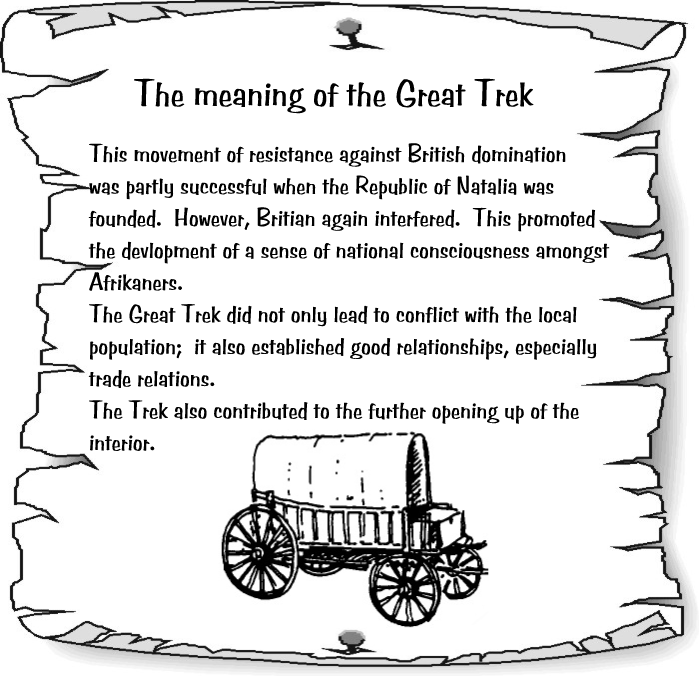 The meaning of the Great Trek
This movement of resistance against British domination
was partly successful when the Republic of Natalia was
founded.  However, Britian again interfered.  This promoted
the devlopment of a sense of national consciousness amongst
Afrikaners.
The Great Trek did not only lead to conflict with the local
population;  it also established good relationships, especially
trade relations.
The Trek also contributed to the further opening up of the
interior.